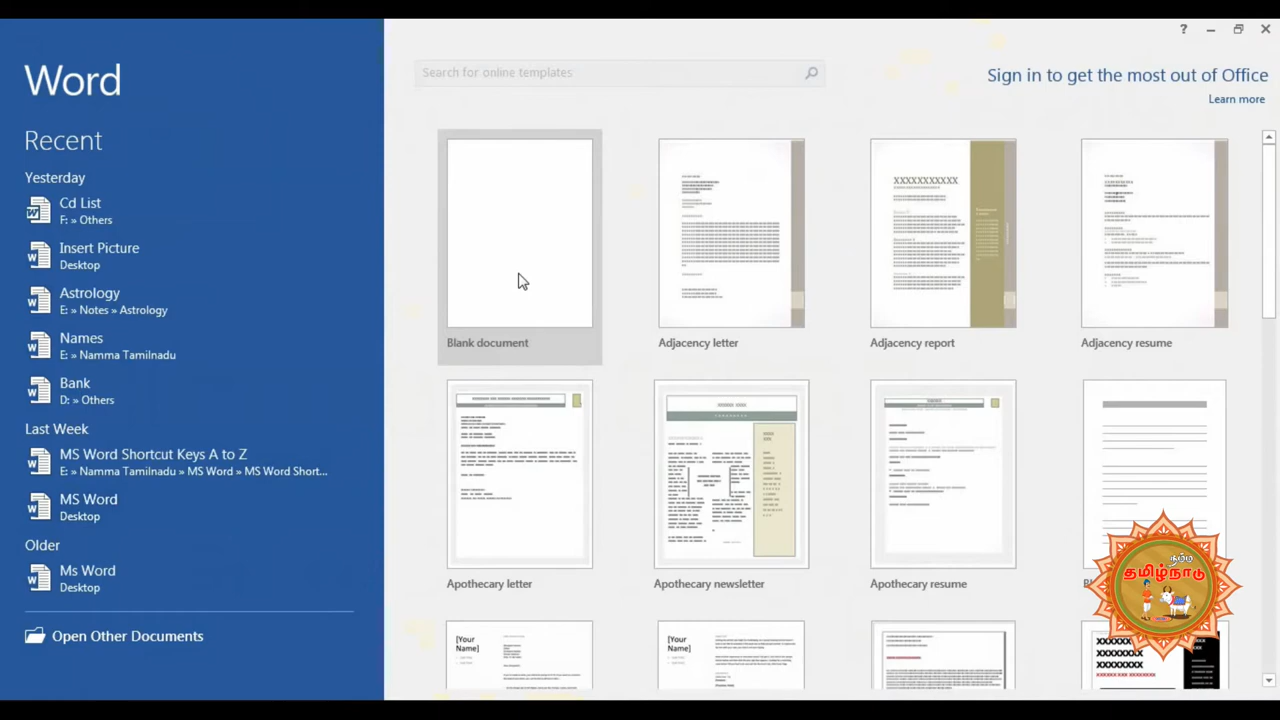 ?
Word
Search for online templates
Sign in to get the most out of Office
Learn more
Recent
Yesterday
Cd List
F: » Others
Insert Picture
Desktop
Astrology
E: » Notes » Astrology
Names
E: » Namma Tamilnadu
Bank
D: » Others
Last Week
MS Word Shortcut Keys A to Z
E: » Namma Tamilnadu » MS Word » MS Word Short...
MS Word
Desktop
Older
Ms Word
Desktop
Open Other Documents
Blank document
Adjacency letter
XXXXXXXXXXX
Adjacency report
Adjacency resume
Apothecary letter
Apothecary newsletter
Apothecary resume
[Your
Name]
[Your
Name]
நம்ம
தமிழ்நாடு